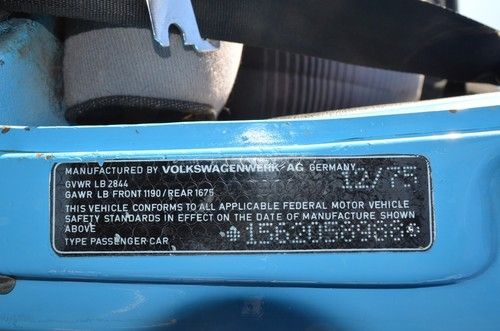 MANUFACTURED BY VOLKSWAGENWERK AG GERMANY 12/75
GVWR LB 2844
GAWR LB FRONT 1190/REAR 1675
THIS VEHICLE CONFORMS TO ALL APPLICABLE FEDERAL MOTOR VEHICLE
SAFETY STANDARDS IN EFFECT ON THE DATE OF MANUFACTURE SHOWN
ABOVE
TYPE PASSENGER CAR